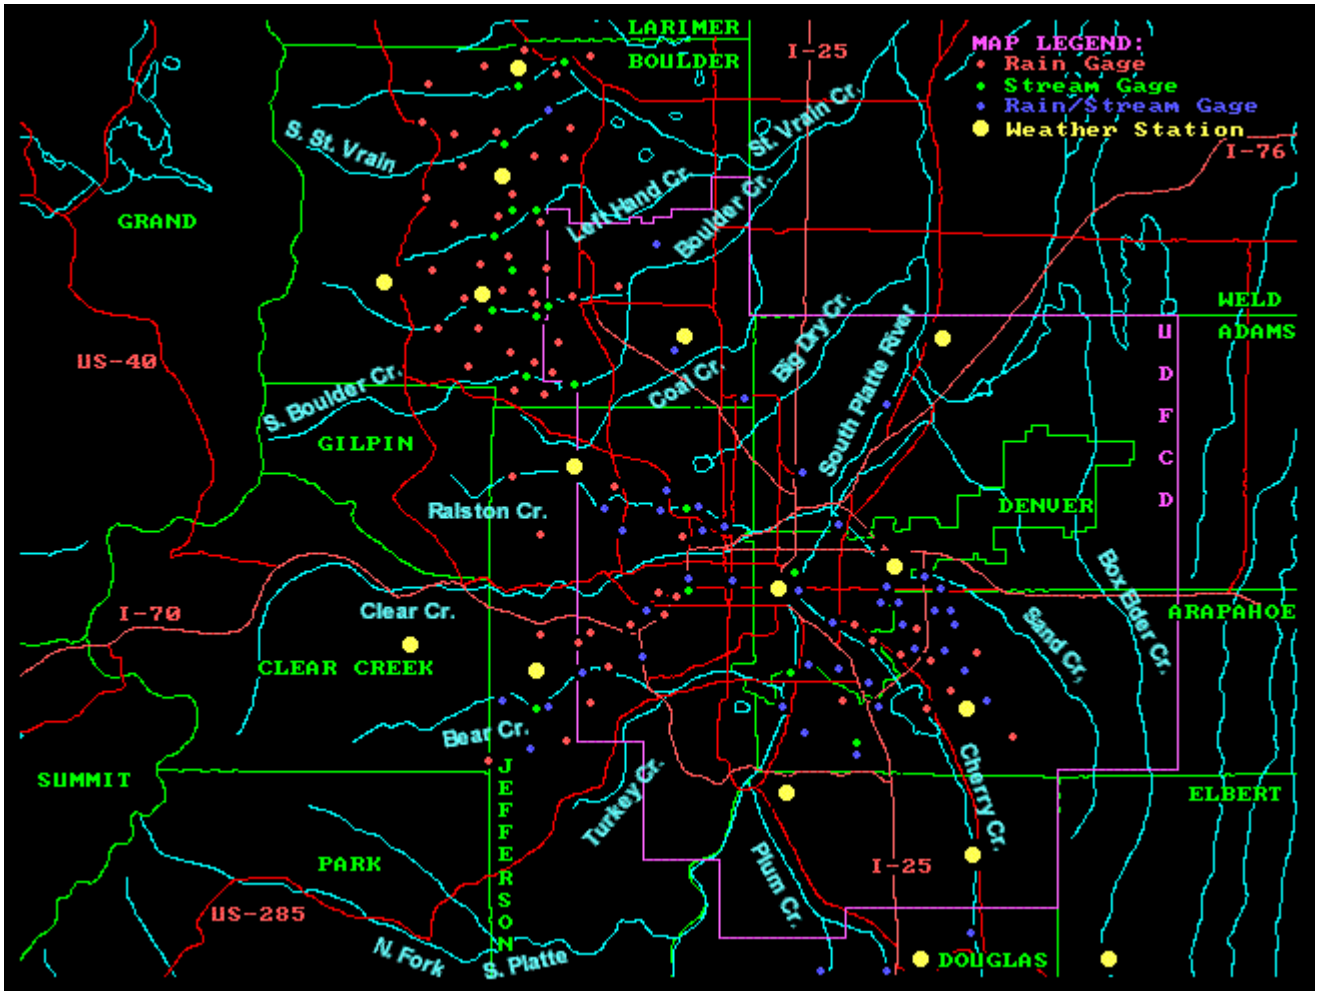 LARIMER
BOULDER
I-25
MAP LEGEND:
Rain Gage
Stream Gage
Rain/Stream Gage
Weather Station
I-76
S. St. Vrain
St. Vrain Cr.
GRAND
Left Hand Cr.
Boulder Cr.
WELD
ADAMS
US-40
Big Dry Cr.
South Platte River
S. Boulder Cr.
Coal Cr.
UDFCD
GILPIN
Ralston Cr.
DENVER
I-70
Clear Cr.
Box Elder Cr.
ARAPAHOE
Sand Cr,
CLEAR CREEK
Bear Cr.
SUMMIT
JEFFERSON
Turkey Cr.
Cherry Cr.
ELBERT
PARK
Plum Cr.
I-25
US-285
N. Fork
S. Platte
DOUGLAS